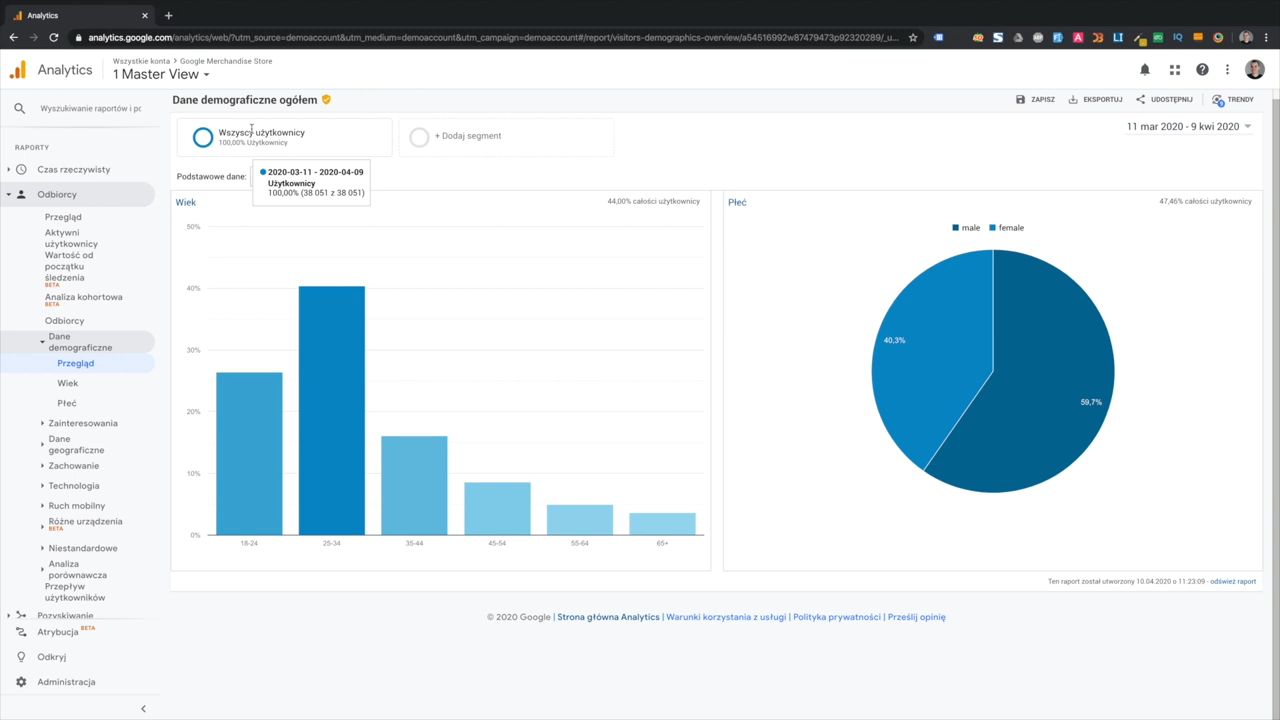 Analytics
analytics.google.com/analytics/web/?utm_source=demoaccount&utm_medium=demoaccount&utm_campaign=demoaccount#/report/visitors-demographics-overview/a54516992w87479473p92320289/_u...
Analytics
Wszystkie konta > Google Merchandise Store
1 Master View
Wyszukiwanie raportów i pc
RAPORTY
Czas rzeczywisty
Odbiorcy
Przegląd
Aktywni
użytkownicy
Wartość od
początku
śledzenia
BETA
Analiza kohortowa
BETA
Odbiorcy
Dane
demograficzne
Przegląd
Wiek
Płeć
Zainteresowania
Dane
geograficzne
Zachowanie
Technologia
Ruch mobilny
Różne urządzenia
BETA
Niestandardowe
Analiza
porównawcza
Przepływ
użytkowników
Pozyskiwanie
Atrybucja BETA
Odkryj
Administracja
Dane demograficzne ogółem
ZAPISZ EKSPORTUJ UDOSTĘPNIJ TRENDY
Wszyscy użytkownicy
100,00% Użytkownicy
+ Dodaj segment
11 mar 2020 - 9 kwi 2020
Podstawowe dane:
2020-03-11 - 2020-04-09
Użytkownicy
100,00% (38 051 z 38 051)
Wiek
44,00% całości użytkownicy
50%
40%
30%
20%
10%
0%
18-24 25-34 35-44 45-54 55-64 65+
Płeć
47,46% całości użytkownicy
male female
40,3%
59,7%
Ten raport został utworzony 10.04.2020 o 11:23:09 - odśwież raport
© 2020 Google | Strona główna Analytics | Warunki korzystania z usługi | Polityka prywatności | Prześlij opinię